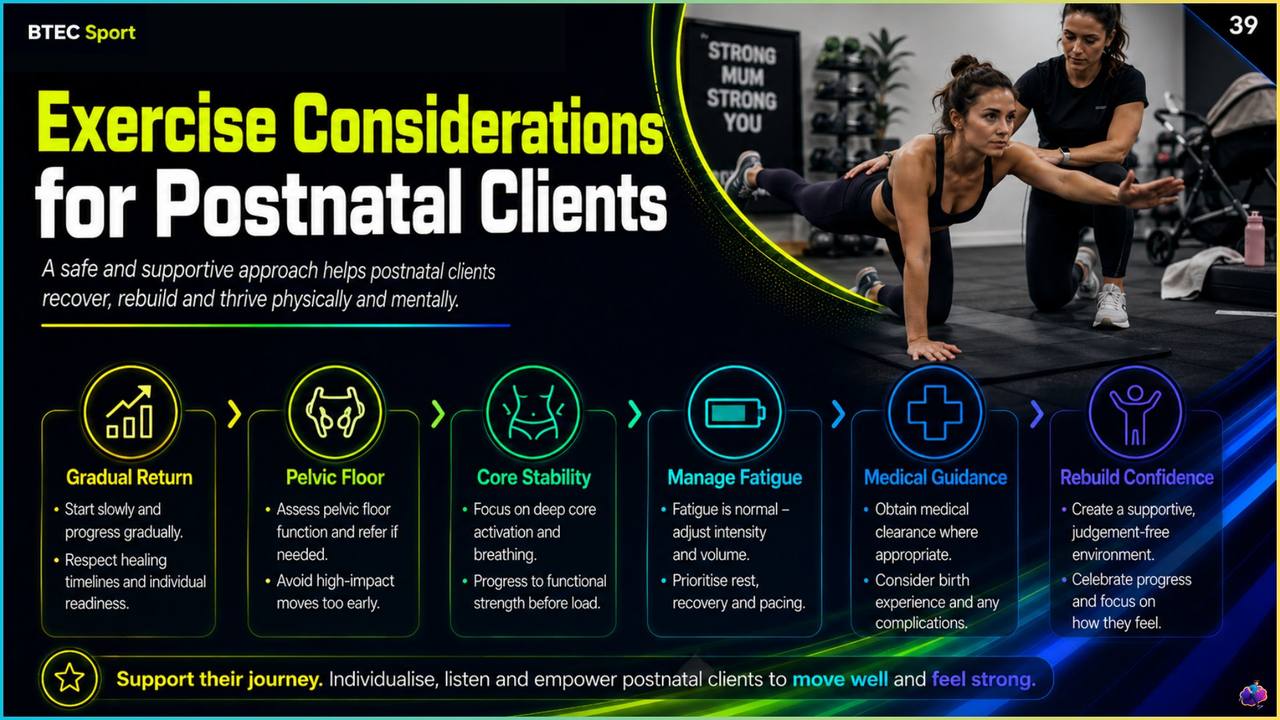 BTEC Sport
39
STRONG
MUM
STRONG
YOU
Exercise Considerations
for Postnatal Clients
A safe and supportive approach helps postnatal clients
recover, rebuild and thrive physically and mentally.
Gradual Return
• Start slowly and
progress gradually.
• Respect healing
timelines and individual
readiness.
Pelvic Floor
• Assess pelvic floor
function and refer if
needed.
• Avoid high-impact
moves too early.
Core Stability
• Focus on deep core
activation and
breathing.
• Progress to functional
strength before load.
Manage Fatigue
• Fatigue is normal –
adjust intensity
and volume.
• Prioritise rest,
recovery and pacing.
Medical Guidance
• Obtain medical
clearance where
appropriate.
• Consider birth
experience and any
complications.
Rebuild Confidence
• Create a supportive,
judgement-free
environment.
• Celebrate progress
and focus on
how they feel.
Support their journey. Individualise, listen and empower postnatal clients to move well and feel strong.